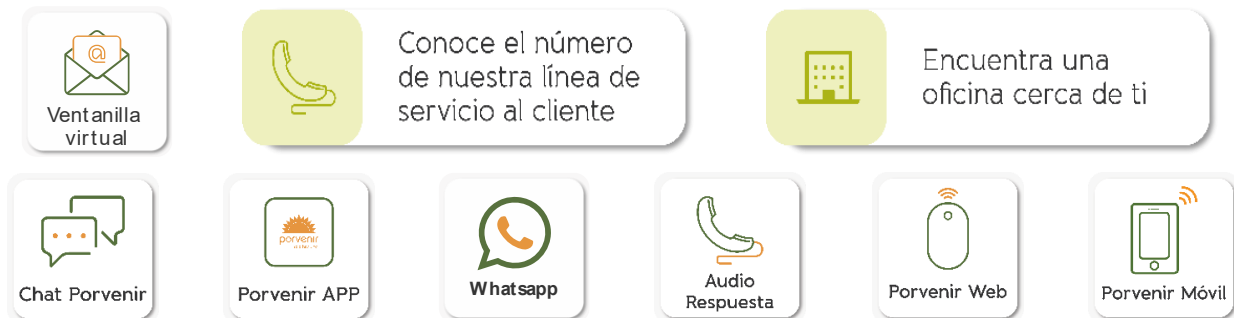 @
Ventanilla
virtual
Conoce el número
de nuestra línea de
servicio al cliente
Encuentra una
oficina cerca de ti
Chat Porvenir
porvenir
Porvenir APP
Whatsapp
Audio
Respuesta
Porvenir Web
Porvenir Móvil